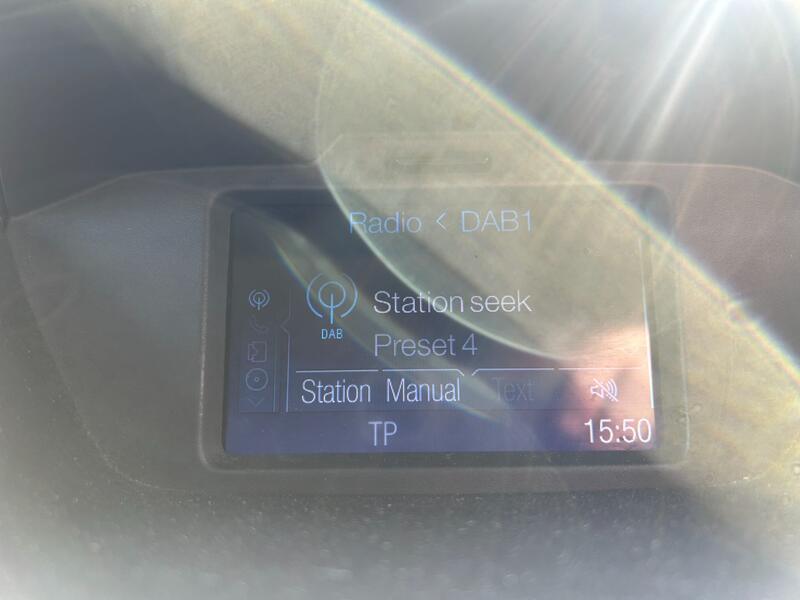 Radio < DAB1
Station seek
DAB
Preset 4
Station Manual Text
TP 15:50